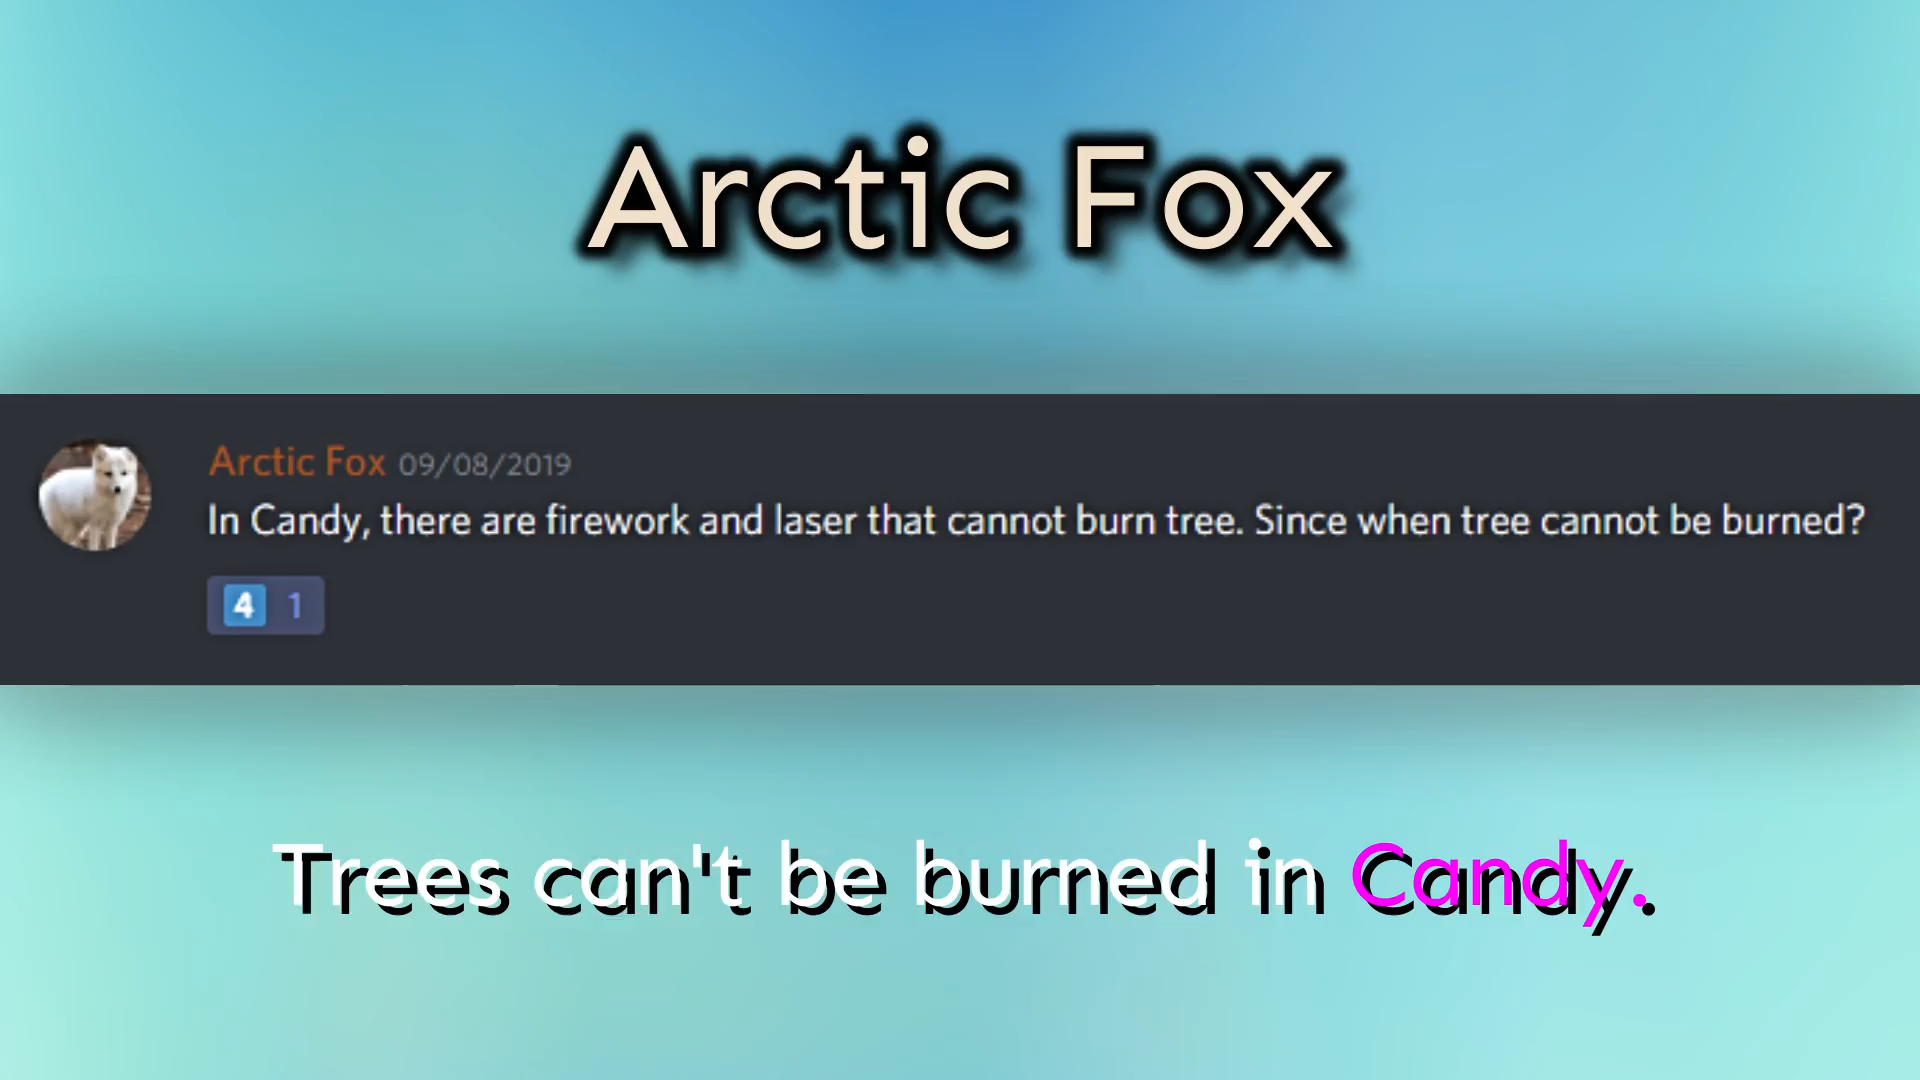 Arctic Fox
Arctic Fox 09/08/2019
In Candy, there are firework and laser that cannot burn tree. Since when tree cannot be burned?
4 1
Trees can't be burned in Candy.